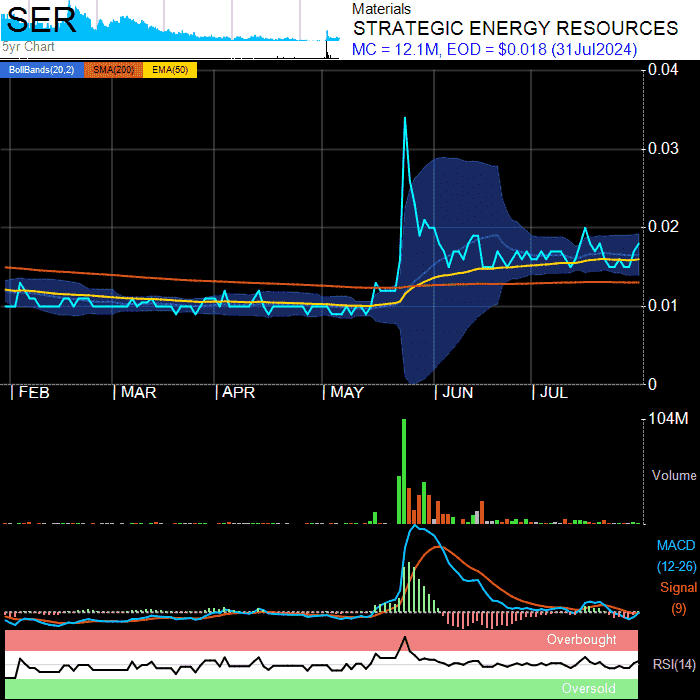 SER
5yr Chart
Materials
STRATEGIC ENERGY RESOURCES
MC = 12.1M, EOD = $0.018 (31Jul2024)
BollBands(20,2) SMA(200) EMA(50)
0.04
0.03
0.02
0.01
0
FEB MAR APR MAY JUN JUL
104M
Volume
MACD
(12-26)
Signal
(9)
Overbought
RSI(14)
Oversold